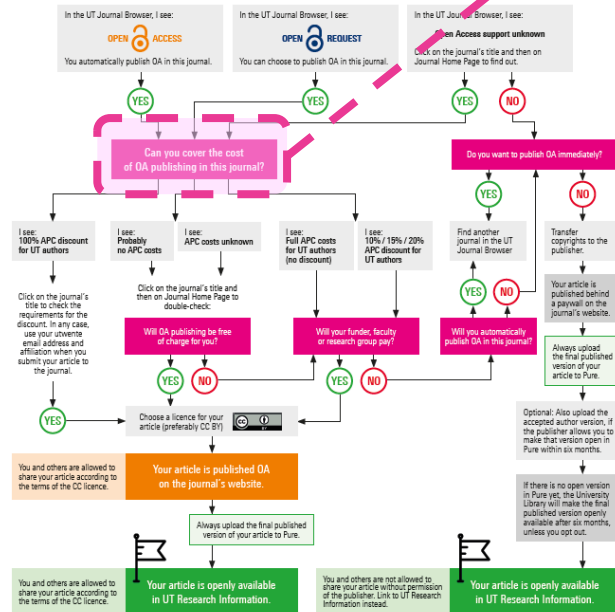 In the UT Journal Browser, I see:
OPEN ACCESS
You automatically publish OA in this journal.
In the UT Journal Browser, I see:
OPEN REQUEST
You can choose to publish OA in this journal.
In the UT Journal Browser, I see:
Open Access support unknown
Click on the journal's title and then on
Journal Home Page to find out.
YES
YES
YES
NO
Can you cover the cost
of OA publishing in this journal?
Do you want to publish OA immediately?
YES
NO
I see:
100% APC discount
for UT authors
I see:
Probably
no APC costs
I see:
APC costs unknown
I see:
Full APC costs
for UT authors
(no discount)
I see:
10% / 15% / 20%
APC discount for
UT authors
Find another
journal in the UT
Journal Browser
Transfer
copyrights to the
publisher.
Click on the journal's
title to check the
requirements for the
discount. In any case,
use your utwente
email address and
affiliation when you
submit your article to
the journal.
Click on the journal's title and
then on Journal Home Page to
double-check:
YES
NO
Your article is
published behind
a paywall on the
journal's website.
Will OA publishing be free
of charge for you?
Will your funder, faculty
or research group pay?
Will you automatically
publish OA in this journal?
Always upload
the final published
version of your
article to Pure.
YES
NO
YES
NO
YES
Choose a licence for your
article (preferably CC BY)
cc
BY
Optional: Also upload the
accepted author version, if
the publisher allows you to
make that version open in
Pure within six months.
You and others are allowed to
share your article according to
the terms of the CC licence.
Your article is published OA
on the journal's website.
If there is no open version
in Pure yet, the University
Library will make the final
published version openly
available after six months,
unless you opt out.
Always upload the final published
version of your article to Pure.
You and others are allowed to
share your article according to the
terms of the CC licence.
Your article is openly available
in UT Research Information.
You and others are not allowed to
share your article without permission
of the publisher. Link to UT Research
Information instead.
Your article is openly available
in UT Research Information.